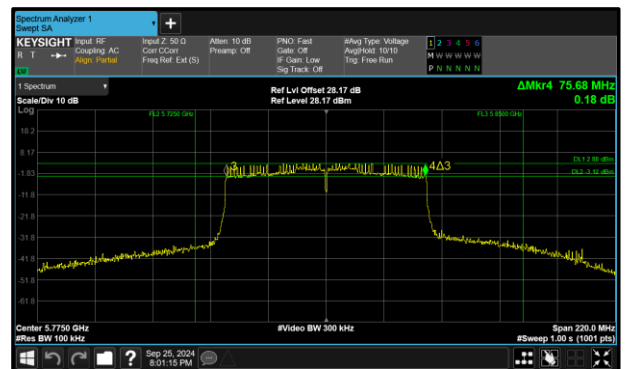 Spectrum Analyzer 1
Swept SA
KEYSIGHT
R T
Input: RF
Coupling: AC
Align: Partial
Input Z: 50 Ω
Corr CCorr
Freq Ref: Ext (S)
Atten: 10 dB
Preamp: Off
PNO: Fast
Gate: Off
IF Gain: Low
Sig Track: Off
#Avg Type: Voltage
Avg|Hold: 10/10
Trig: Free Run
1 2 3 4 5 6
M W W W W W
P N N N N N
1 Spectrum
Scale/Div 10 dB
Ref Lvl Offset 28.17 dB
Ref Level 28.17 dBm
ΔMkr4 75.68 MHz
0.18 dB
Log
FL2 5.7250 GHz
FL3 5.8500 GHz
18.2
8.17
DL1 2.88 dBm
3
4Δ3
-1.83
DL2 -3.12 dBm
-11.8
-21.8
-31.8
-41.8
-51.8
-61.8
Center 5.7750 GHz
#Video BW 300 kHz
Span 220.0 MHz
#Res BW 100 kHz
#Sweep 1.00 s (1001 pts)
?
Sep 25, 2024
8:01:15 PM